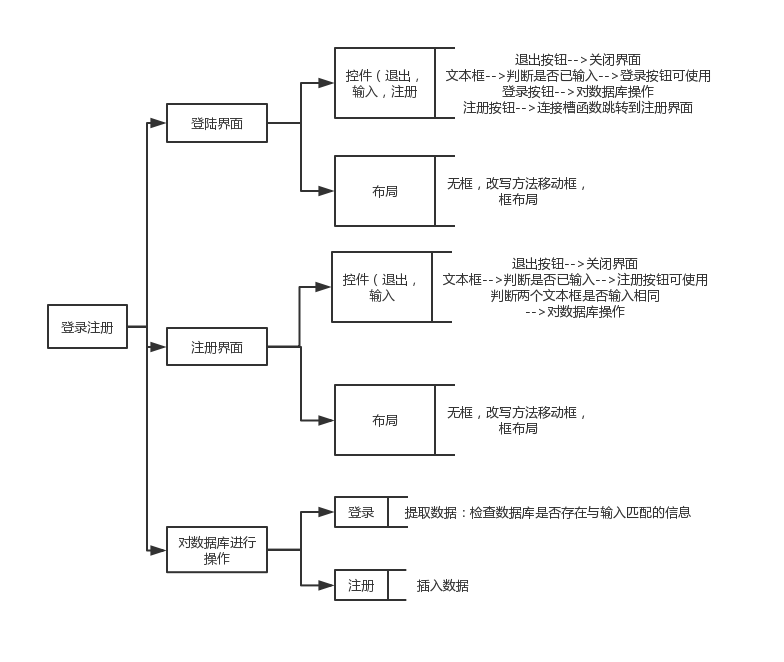 控件（退出，
输入，注册
退出按钮-->关闭界面
文本框-->判断是否已输入-->登录按钮可使用
登录按钮-->对数据库操作
注册按钮-->连接槽函数跳转到注册界面
登陆界面
布局
无框，改写方法移动框，
框布局
控件（退出，
输入
退出按钮-->关闭界面
文本框-->判断是否已输入-->注册按钮可使用
判断两个文本框是否输入相同
-->对数据库操作
登录注册
注册界面
布局
无框，改写方法移动框，
框布局
登录
提取数据：检查数据库是否存在与输入匹配的信息
对数据库进行
操作
注册
插入数据